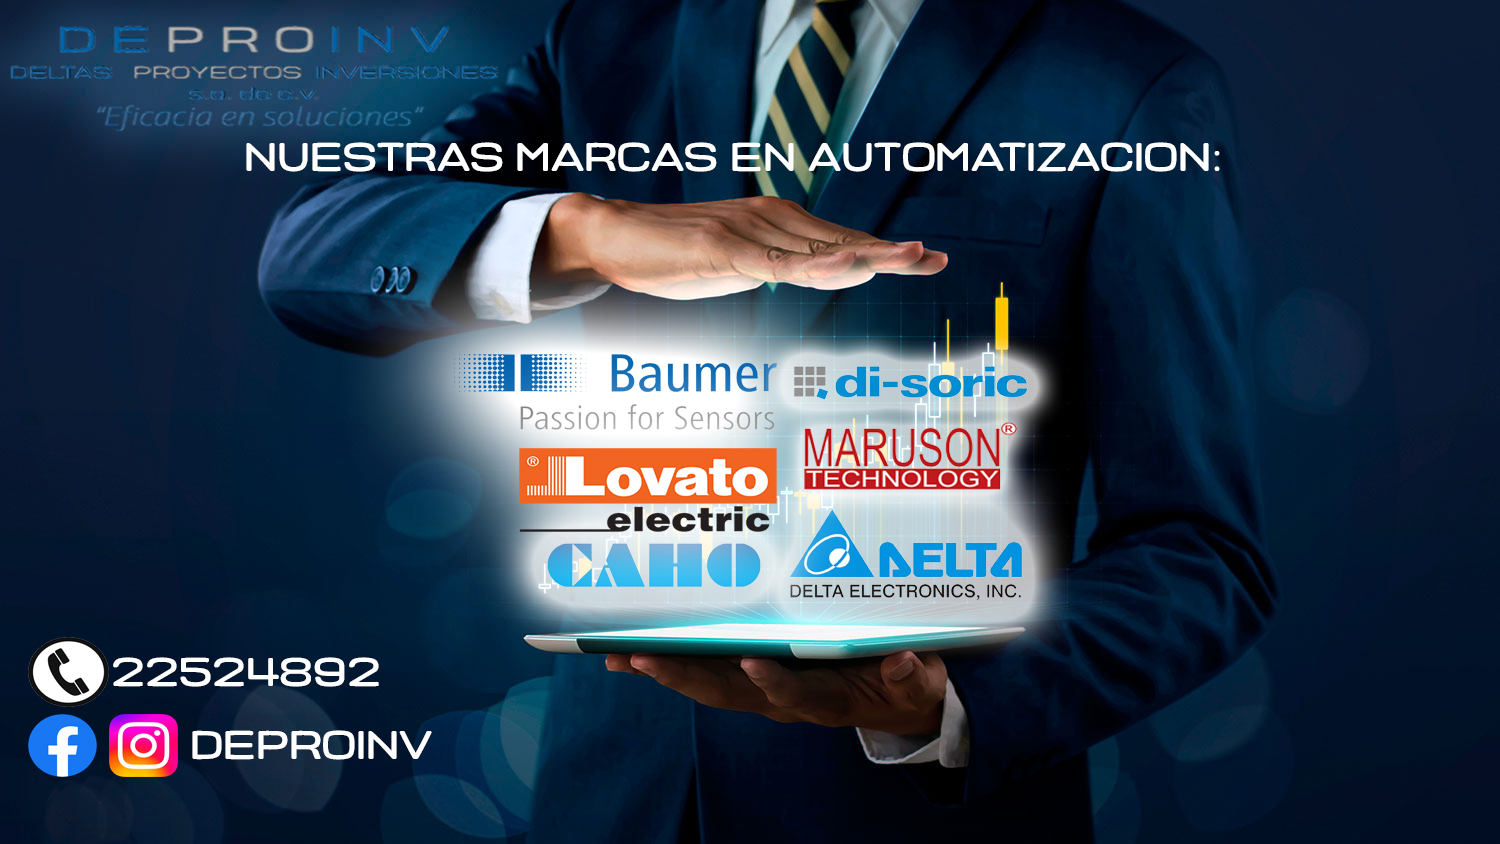 DEPROINV
DELTAS PROYECTOS INVERSIONES
s.a. de c.v.
"Eficacia en soluciones"
NUESTRAS MARCAS EN AUTOMATIZACION:
Baumer
Passion for Sensors
di-soric
® Lovato
electric
MARUSON®
TECHNOLOGY
CAHO
DELTA
DELTA ELECTRONICS, INC.
22524892
DEPROINV